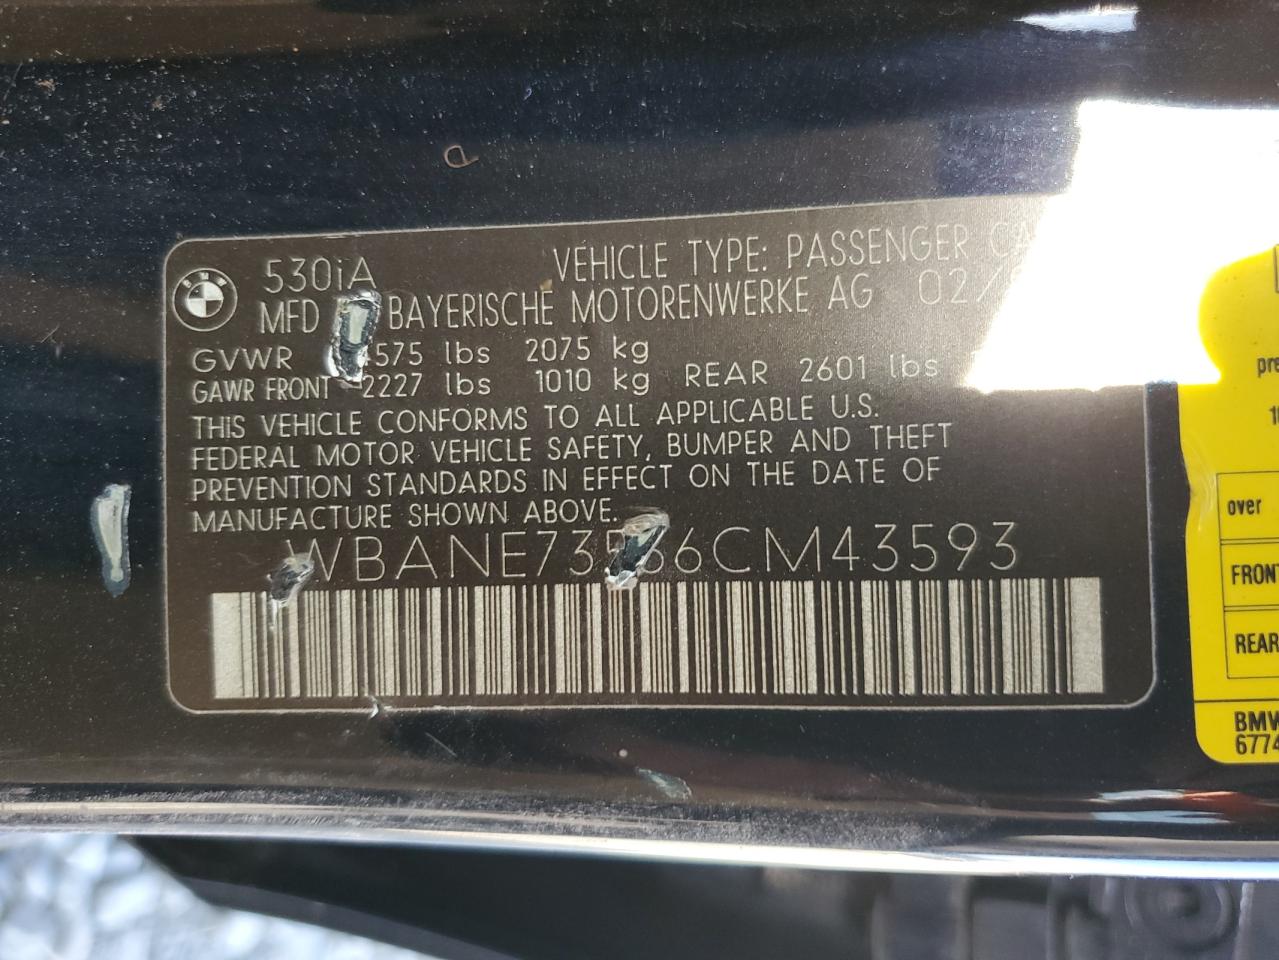 530iA
VEHICLE TYPE: PASSENGER
MFD BAYERISCHE MOTORENWERKE AG
GVWR lbs 2075 kg
GAWR FRONT 2227 lbs 1010 kg REAR 2601 lbs
THIS VEHICLE CONFORMS TO ALL APPLICABLE U.S.
FEDERAL MOTOR VEHICLE SAFETY, BUMPER AND THEFT
PREVENTION STANDARDS IN EFFECT ON THE DATE OF
MANUFACTURE SHOWN ABOVE.
over
FRONT
REAR
BMW